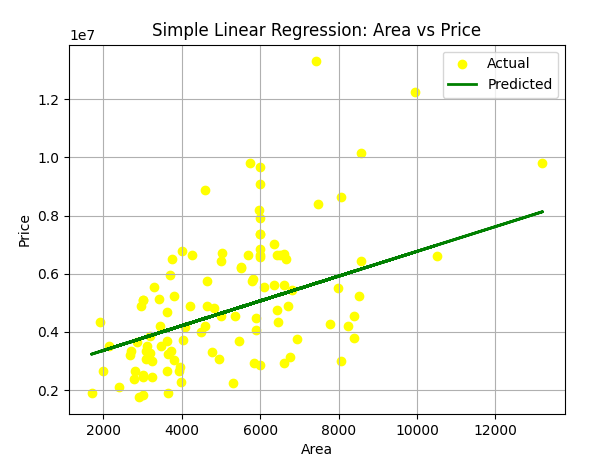 Simple Linear Regression: Area vs Price
1e7
Actual
Predicted
1.2
1.0
0.8
0.6
0.4
0.2
Price
2000 4000 6000 8000 10000 12000
Area